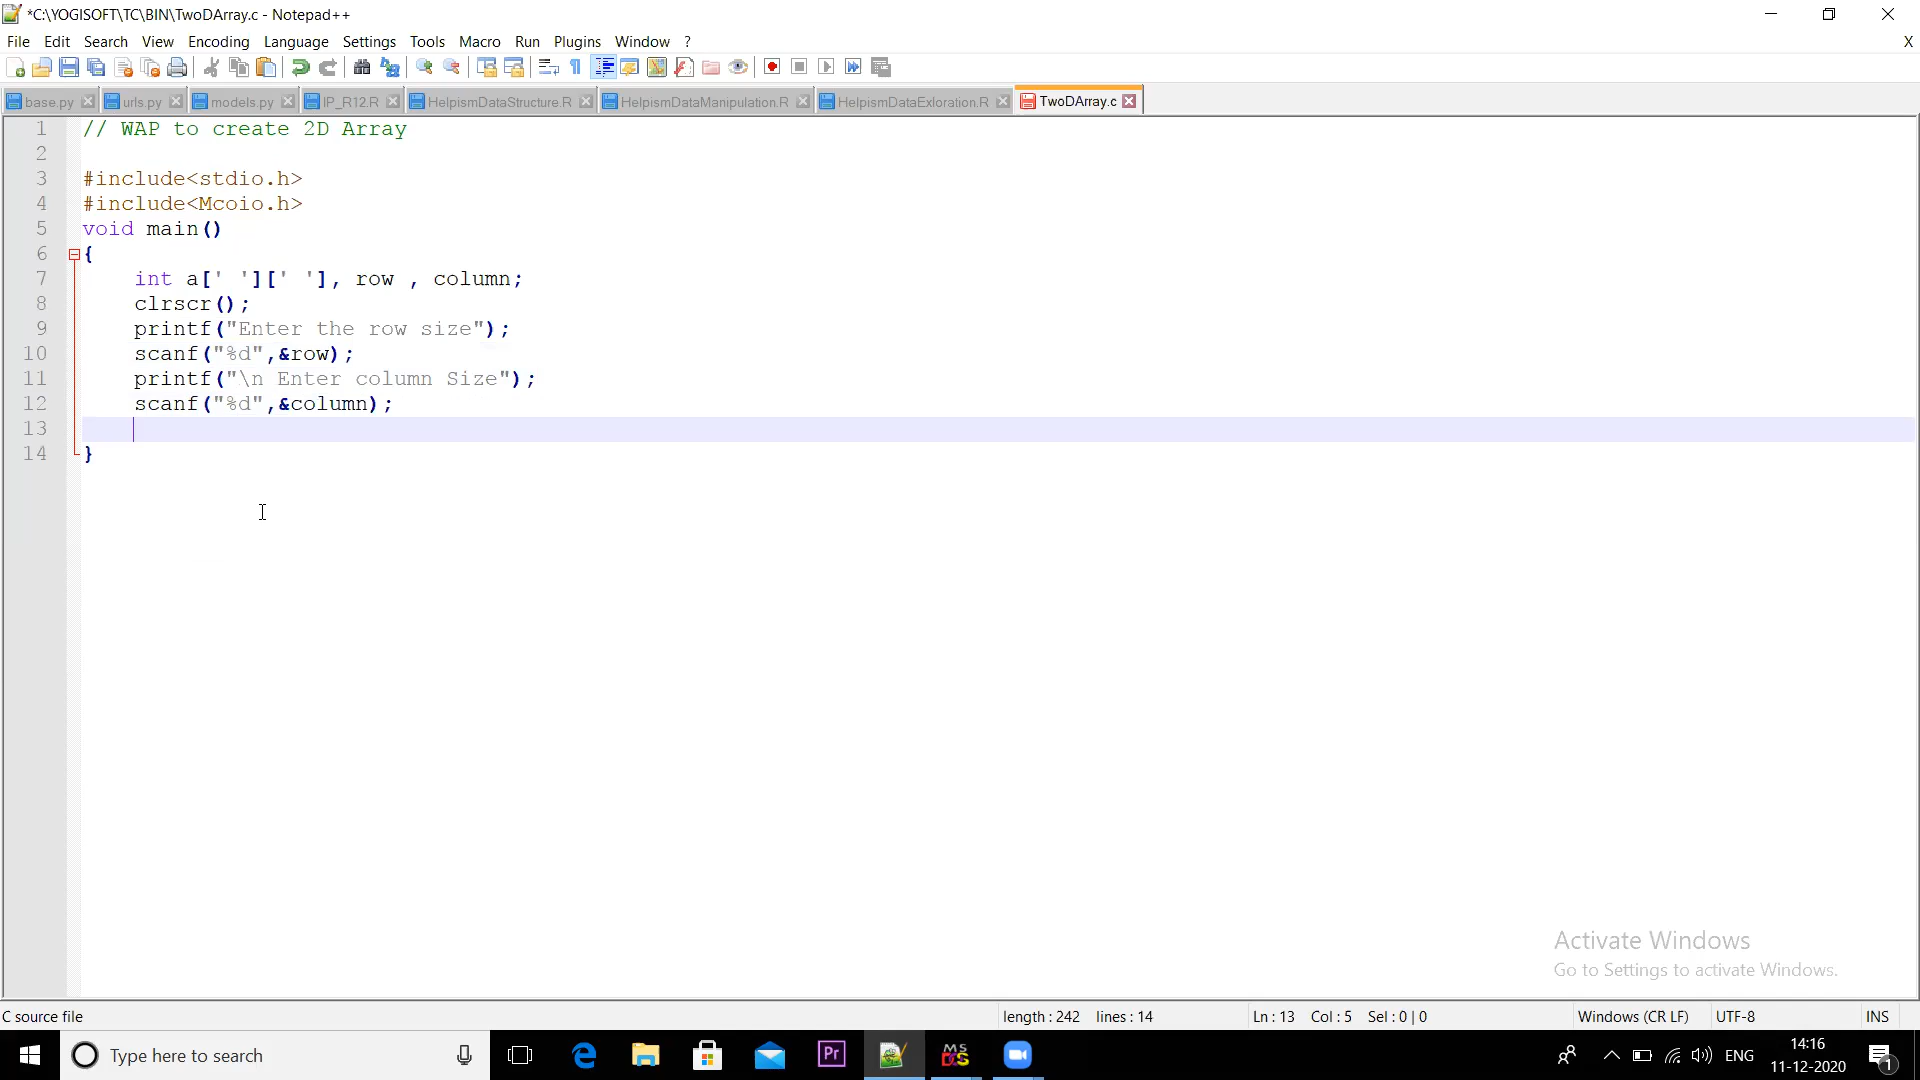 *C:\YOGISOFT\TC\BIN\TwoDArray.c - Notepad++
File Edit Search View Encoding Language Settings Tools Macro Run Plugins Window ? X
base.py urls.py models.py IP_R12.R HelpismDataStructure.R HelpismDataManipulation.R HelpismDataExloration.R TwoDArray.c
1 // WAP to create 2D Array
2
3 #include<stdio.h>
4 #include<Mcoio.h>
5 void main()
6 {
7 int a[' '][' '], row , column;
8 clrscr();
9 printf("Enter the row size");
10 scanf("%d",&row);
11 printf("\n Enter column Size");
12 scanf("%d",&column);
13
14 }
Activate Windows
Go to Settings to activate Windows.
C source file length : 242 lines : 14 Ln : 13 Col : 5 Sel : 0 | 0 Windows (CR LF) UTF-8 INS
Type here to search Pr MS DOS ENG 14:16
11-12-2020 1